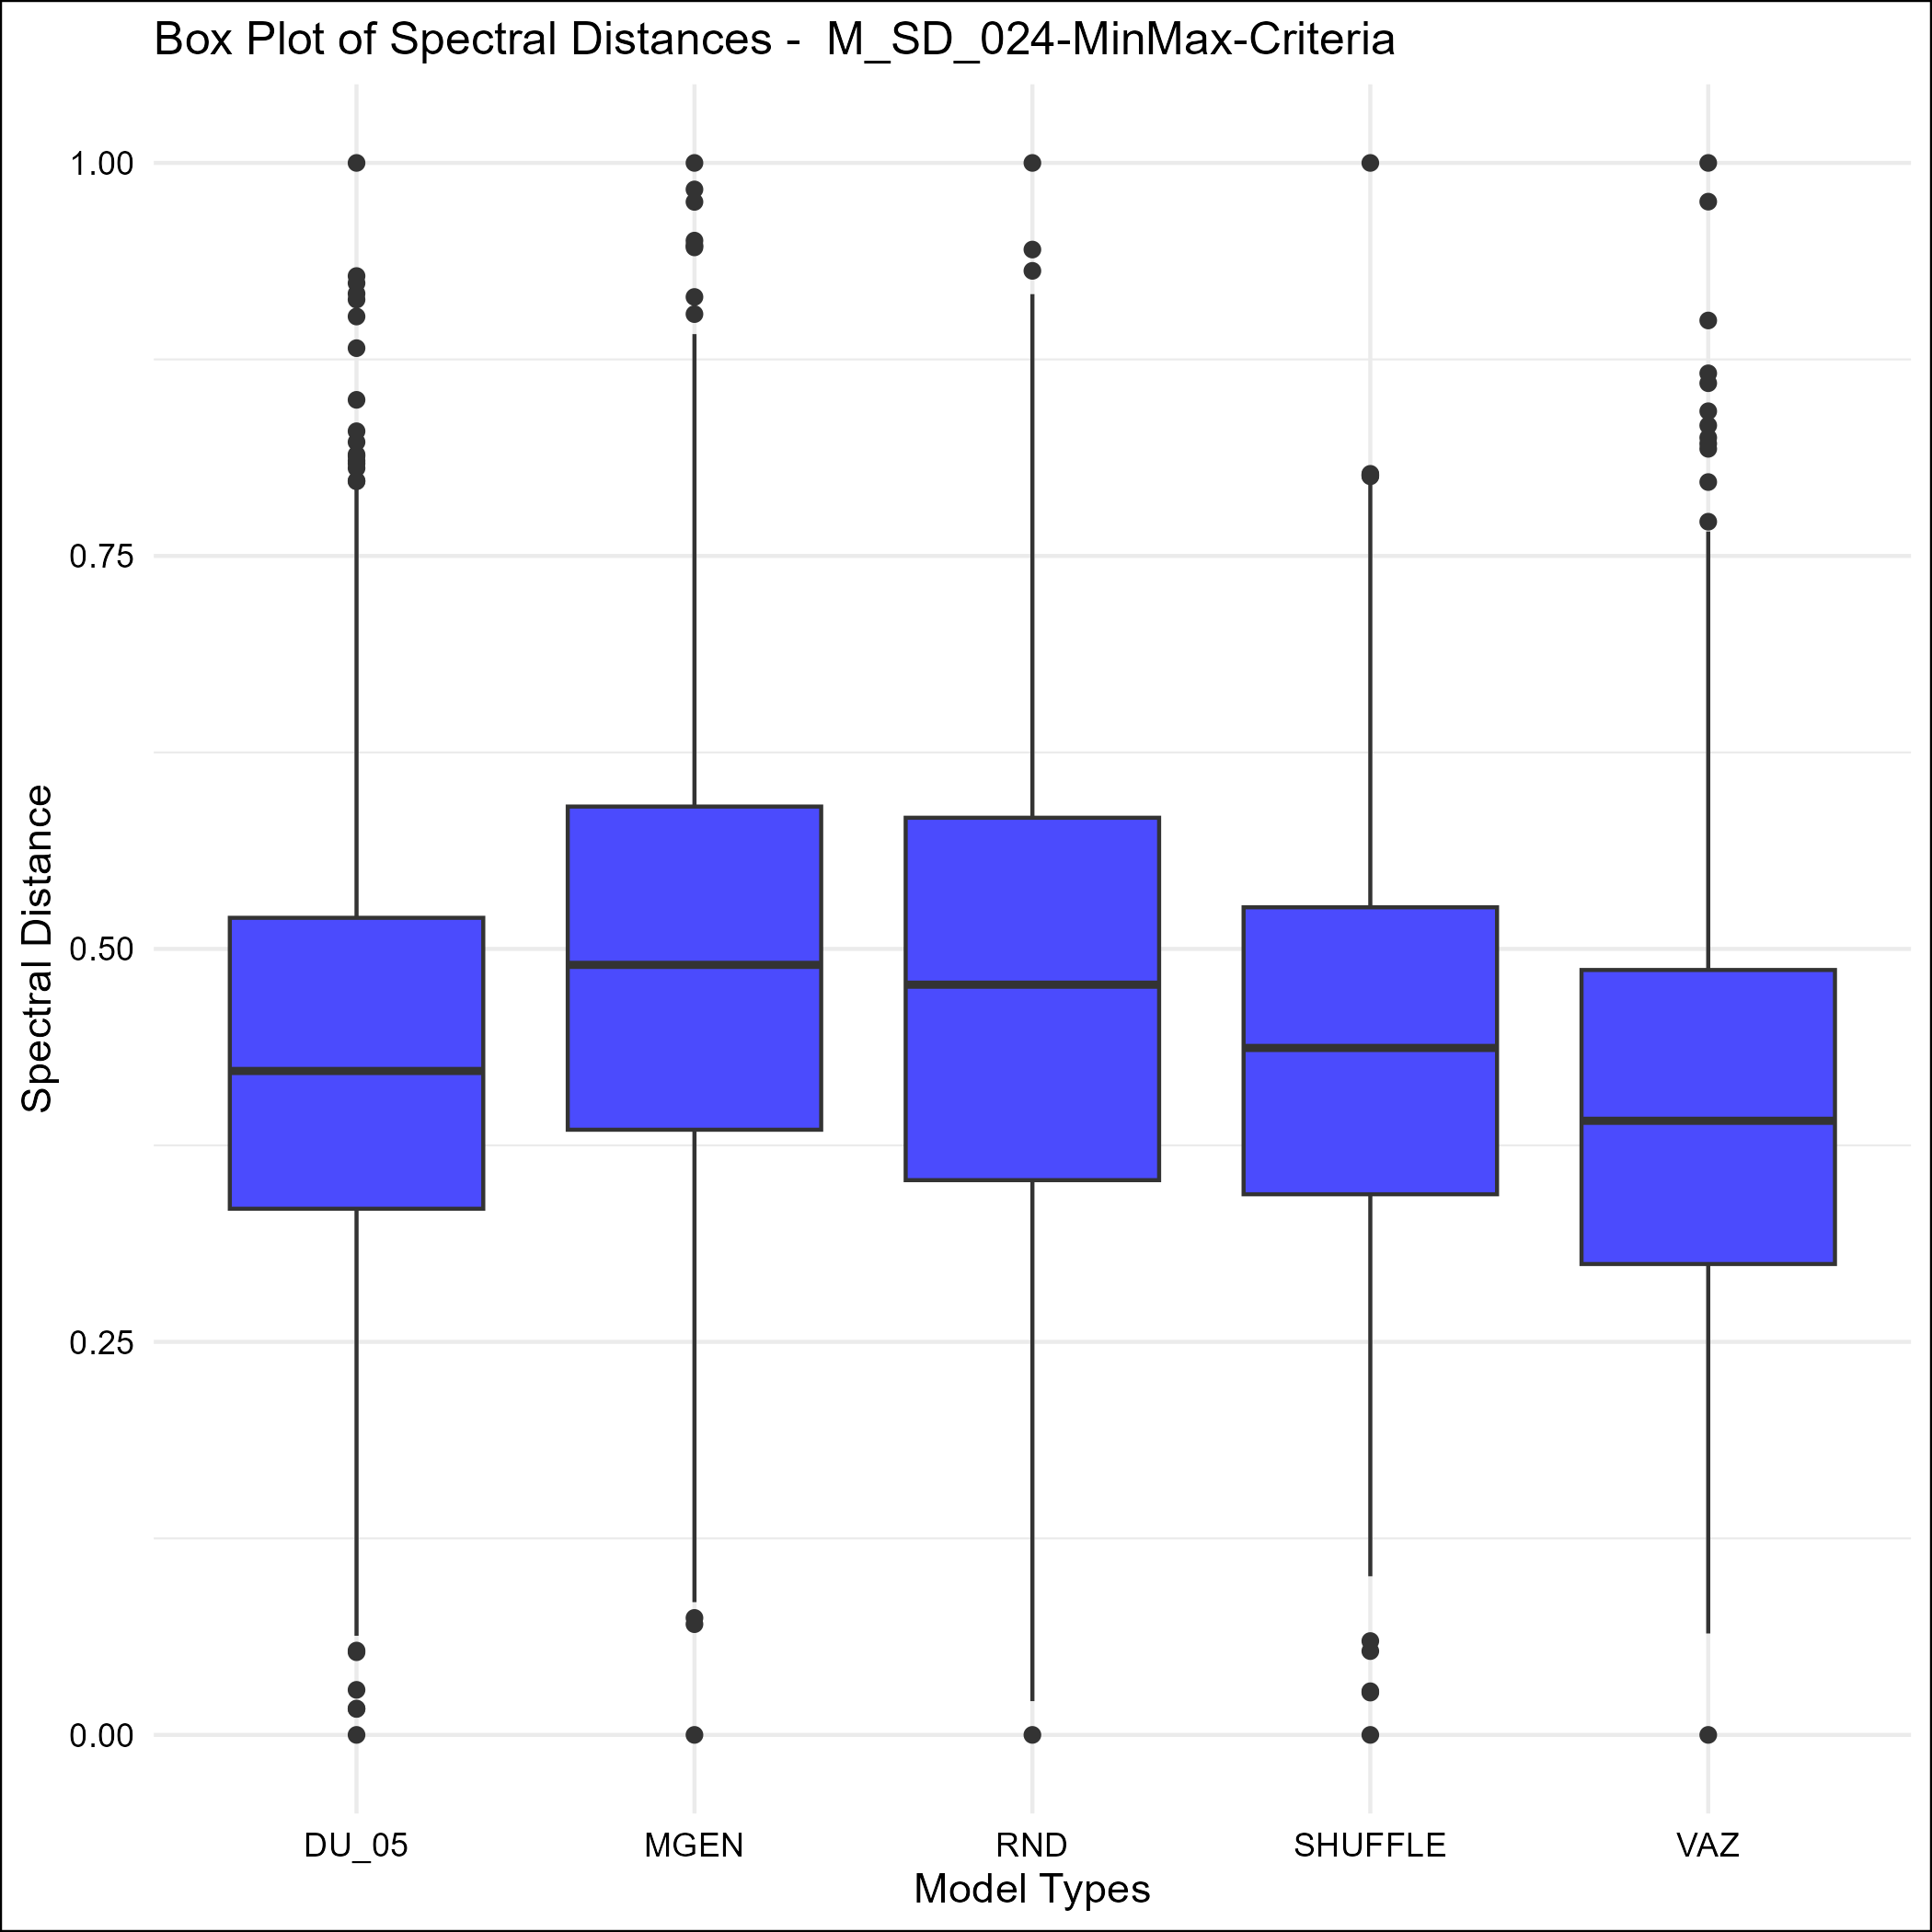 Box Plot of Spectral Distances -  M_SD_024-MinMax-Criteria
1.00
0.75
0.50
0.25
0.00
Spectral Distance
DU_05 MGEN RND SHUFFLE VAZ
Model Types